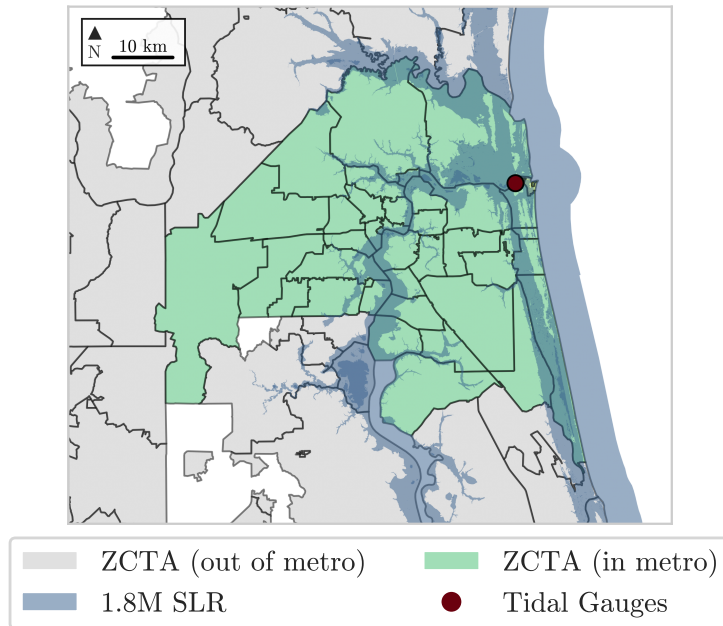 10 km
N
ZCTA (out of metro)
ZCTA (in metro)
1.8M SLR
Tidal Gauges